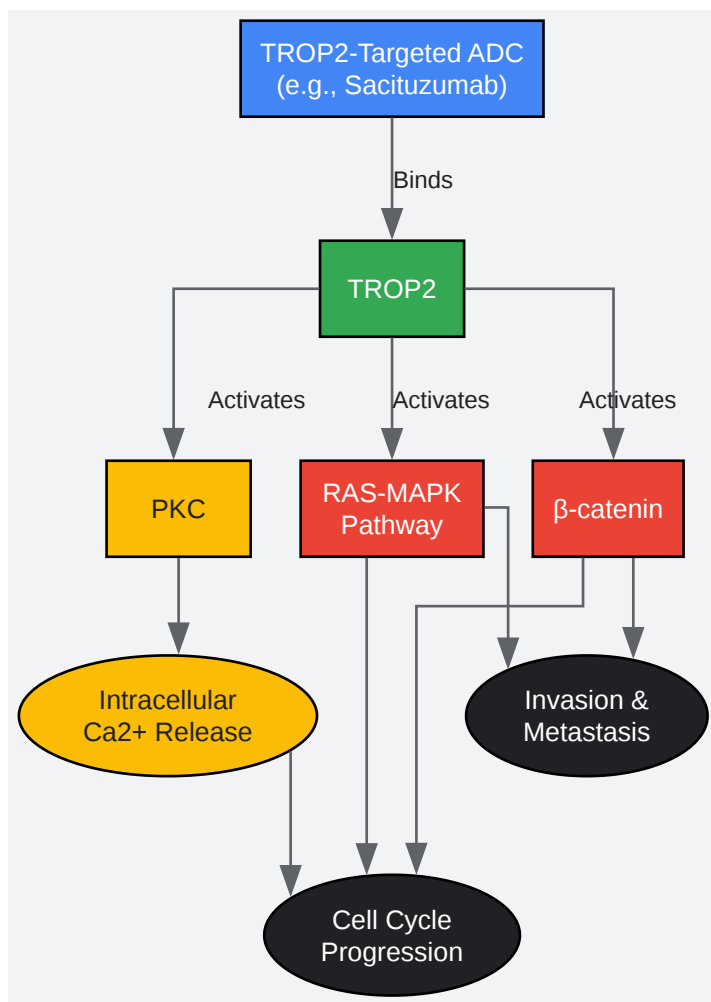 TROP2-Targeted ADC
(e.g., Sacituzumab)
Binds
TROP2
Activates
Activates
Activates
PKC
RAS-MAPK
Pathway
β-catenin
Intracellular
Ca2+ Release
Invasion &
Metastasis
Cell Cycle
Progression